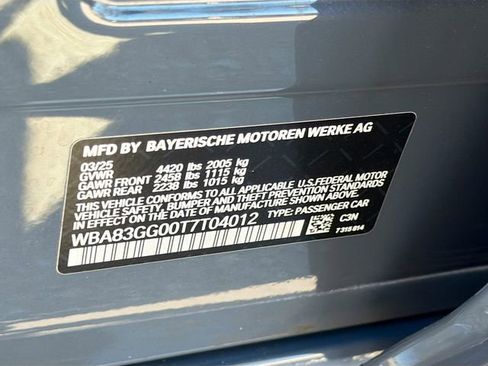 MFD BY BAYERISCHE MOTOREN WERKE AG
03/25
GVWR 4420 lbs 2005 kg
GAWR FRONT 2458 lbs 1115 kg
GAWR REAR 2238 lbs 1015 kg
THIS VEHICLE CONFORMS TO ALL APPLICABLE U.S. FEDERAL MOTOR
VEHICLE SAFETY, BUMPER AND THEFT PREVENTION STANDARDS
IN EFFECT ON THE DATE OF MANUFACTURE SHOWN ABOVE.
WBA83GG00T7T04012 TYPE: PASSENGER CAR
C3N
7315014